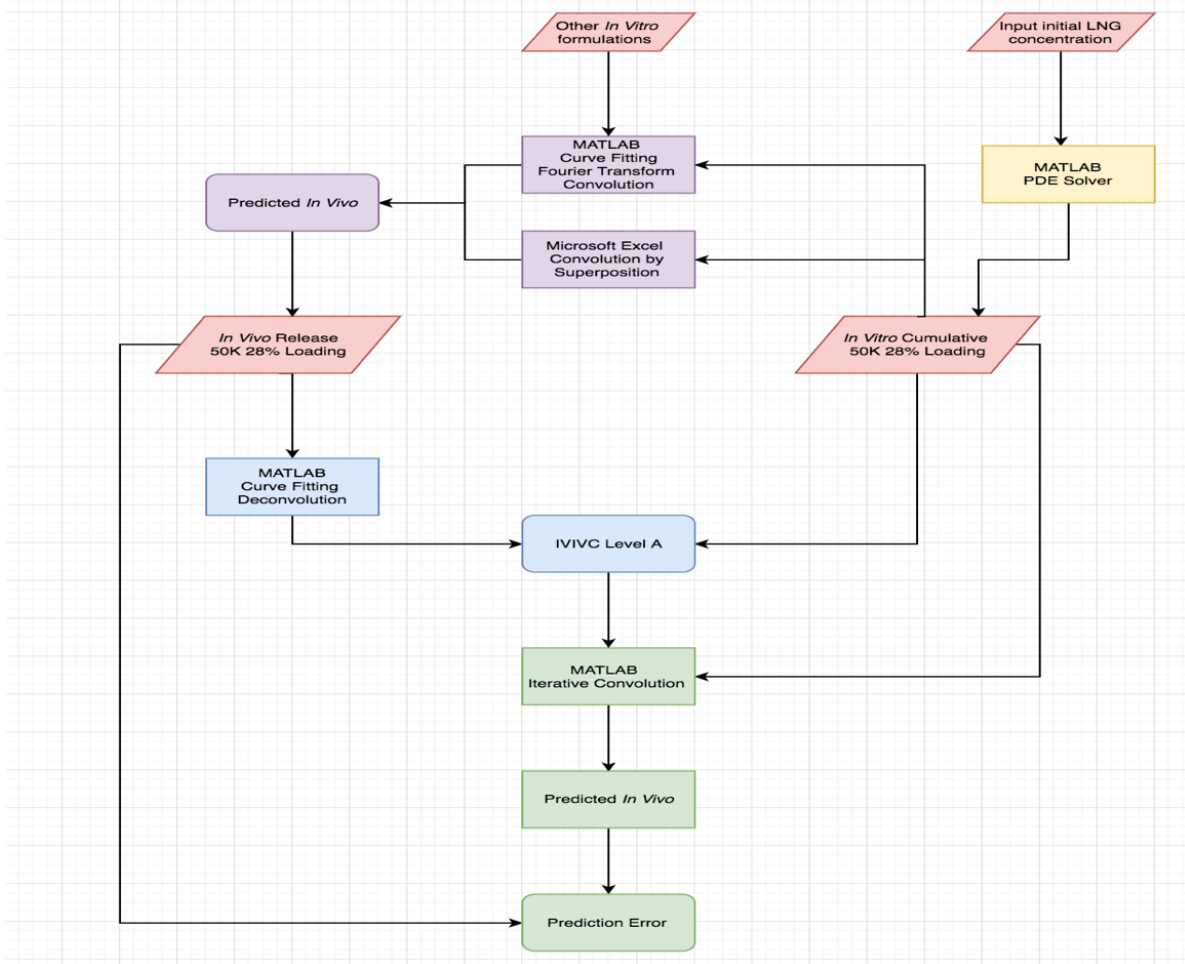 Other In Vitro
formulations
Input initial LNG
concentration
MATLAB
Curve Fitting
Fourier Transform
Convolution
MATLAB
PDE Solver
Predicted In Vivo
Microsoft Excel
Convolution by
Superposition
In Vivo Release
50K 28% Loading
In Vitro Cumulative
50K 28% Loading
MATLAB
Curve Fitting
Deconvolution
IVIVC Level A
MATLAB
Iterative Convolution
Predicted In Vivo
Prediction Error